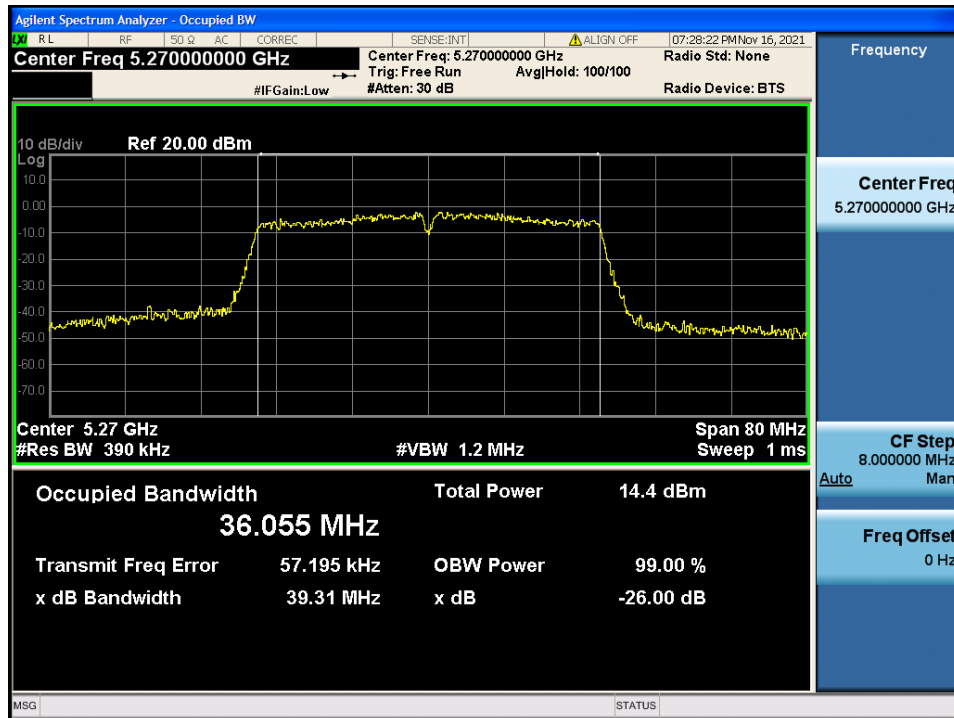 Agilent Spectrum Analyzer - Occupied BW
LXI RL RF 50 Ω AC CORREC SENSE:INT ALIGN OFF 07:28:22 PM Nov 16, 2021
Center Freq 5.270000000 GHz
Center Freq: 5.270000000 GHz Radio Std: None
Trig: Free Run Avg|Hold: 100/100
#IFGain:Low #Atten: 30 dB Radio Device: BTS
10 dB/div Ref 20.00 dBm
Log
10.0
0.00
-10.0
-20.0
-30.0
-40.0
-50.0
-60.0
-70.0
Center 5.27 GHz Span 80 MHz
#Res BW 390 kHz #VBW 1.2 MHz Sweep 1 ms
Occupied Bandwidth Total Power 14.4 dBm
36.055 MHz
Transmit Freq Error 57.195 kHz OBW Power 99.00 %
x dB Bandwidth 39.31 MHz x dB -26.00 dB
Frequency
Center Freq
5.270000000 GHz
CF Step
8.000000 MHz
Auto Man
Freq Offset
0 Hz
MSG STATUS